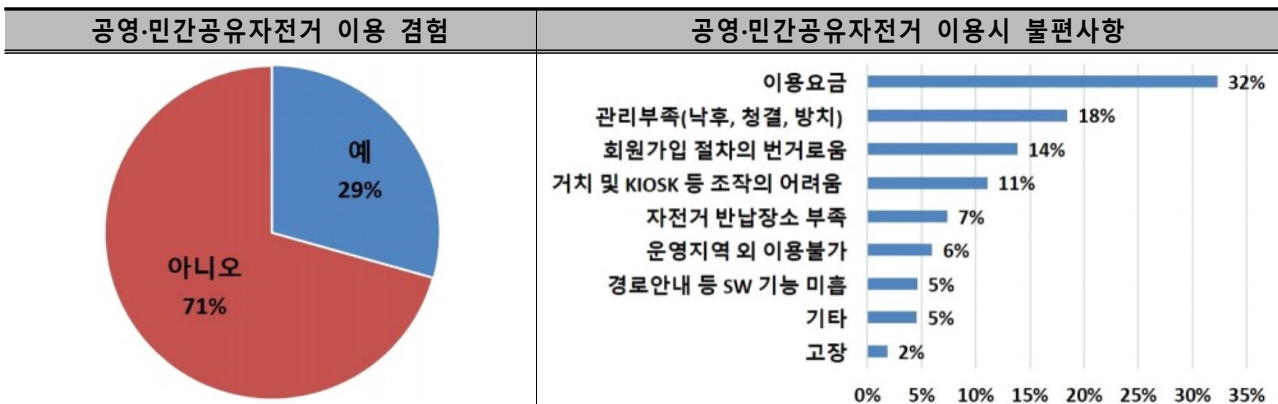 공영·민간공유자전거 이용 겸험
공영·민간공유자전거 이용시 불편사항
예
29%
아니오
71%
이용요금 32%
관리부족(낙후, 청결, 방치) 18%
회원가입 절차의 번거로움 14%
거치 및 KIOSK 등 조작의 어려움 11%
자전거 반납장소 부족 7%
운영지역 외 이용불가 6%
경로안내 등 SW 기능 미흡 5%
기타 5%
고장 2%
0% 5% 10% 15% 20% 25% 30% 35%